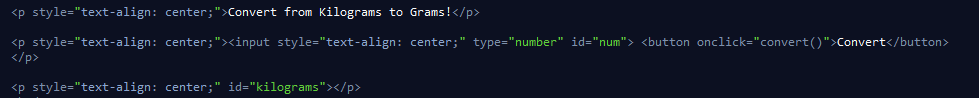 <p style="text-align: center;">Convert from Kilograms to Grams!</p>
<p style="text-align: center;"><input style="text-align: center;" type="number" id="num"> <button onclick="convert()">Convert</button>
</p>
<p style="text-align: center;" id="kilograms"></p>